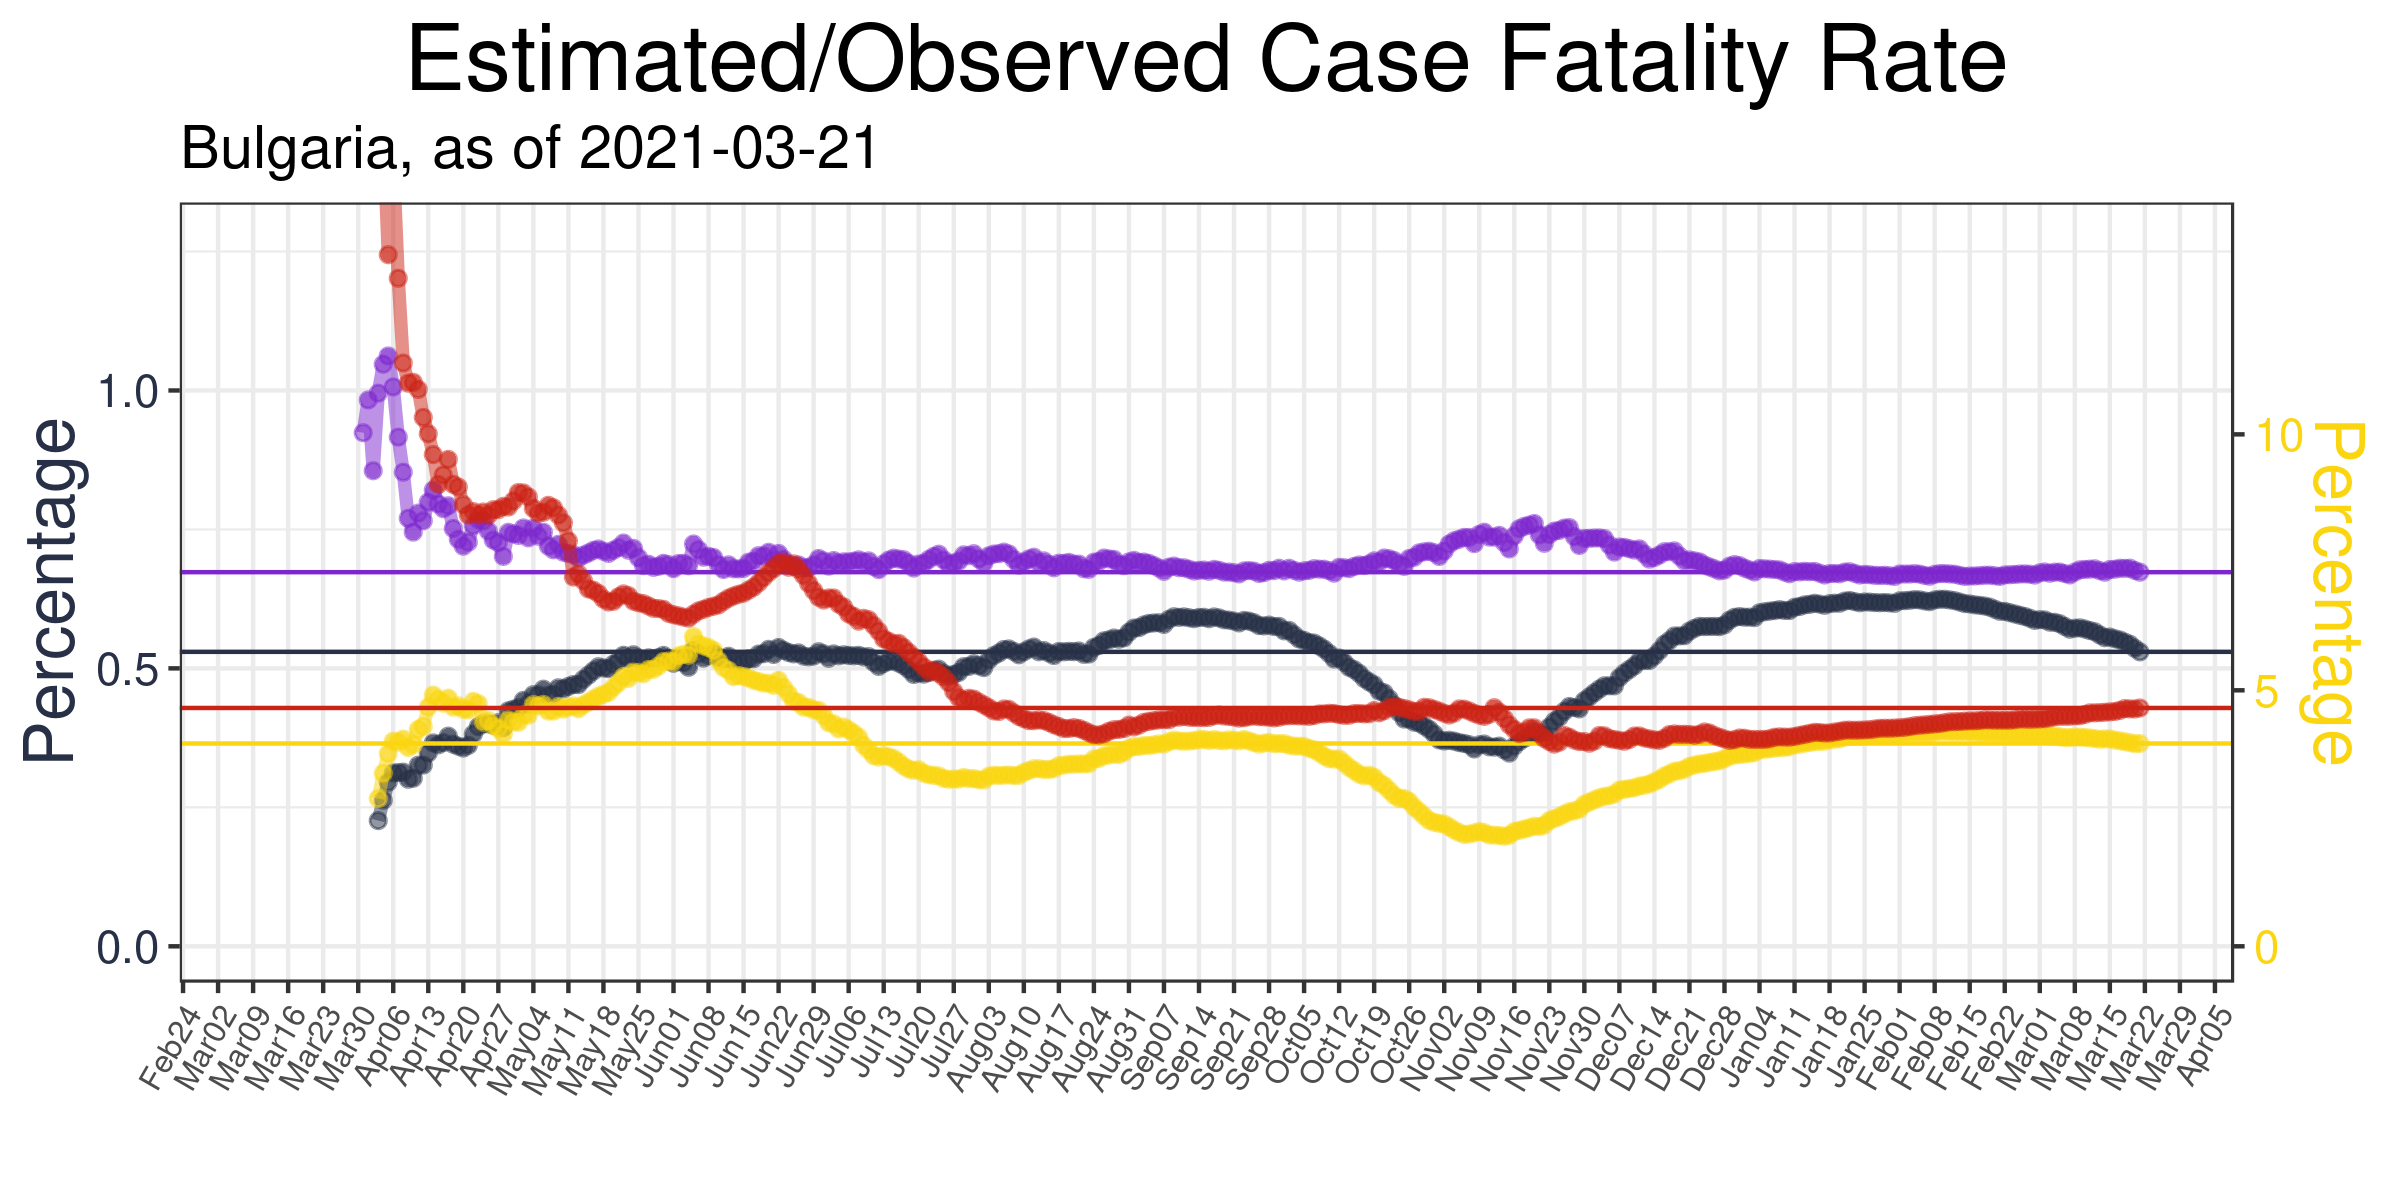 Estimated/Observed Case Fatality Rate
Bulgaria, as of 2021-03-21
Percentage
1.0
0.5
0.0
10
5
0
Percentage
Feb24
Mar02
Mar09
Mar16
Mar23
Mar30
Apr06
Apr13
Apr20
Apr27
May04
May11
May18
May25
Jun01
Jun08
Jun15
Jun22
Jun29
Jul06
Jul13
Jul20
Jul27
Aug03
Aug10
Aug17
Aug24
Aug31
Sep07
Sep14
Sep21
Sep28
Oct05
Oct12
Oct19
Oct26
Nov02
Nov09
Nov16
Nov23
Nov30
Dec07
Dec14
Dec21
Dec28
Jan04
Jan11
Jan18
Jan25
Feb01
Feb08
Feb15
Feb22
Mar01
Mar08
Mar15
Mar22
Mar29
Apr05